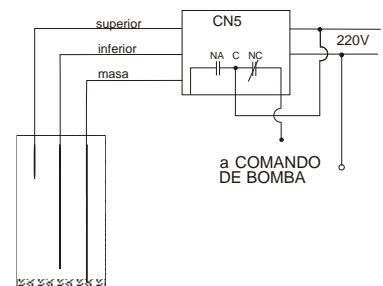 superior
CN5
inferior
220V
NA C NC
masa
a COMANDO
DE BOMBA